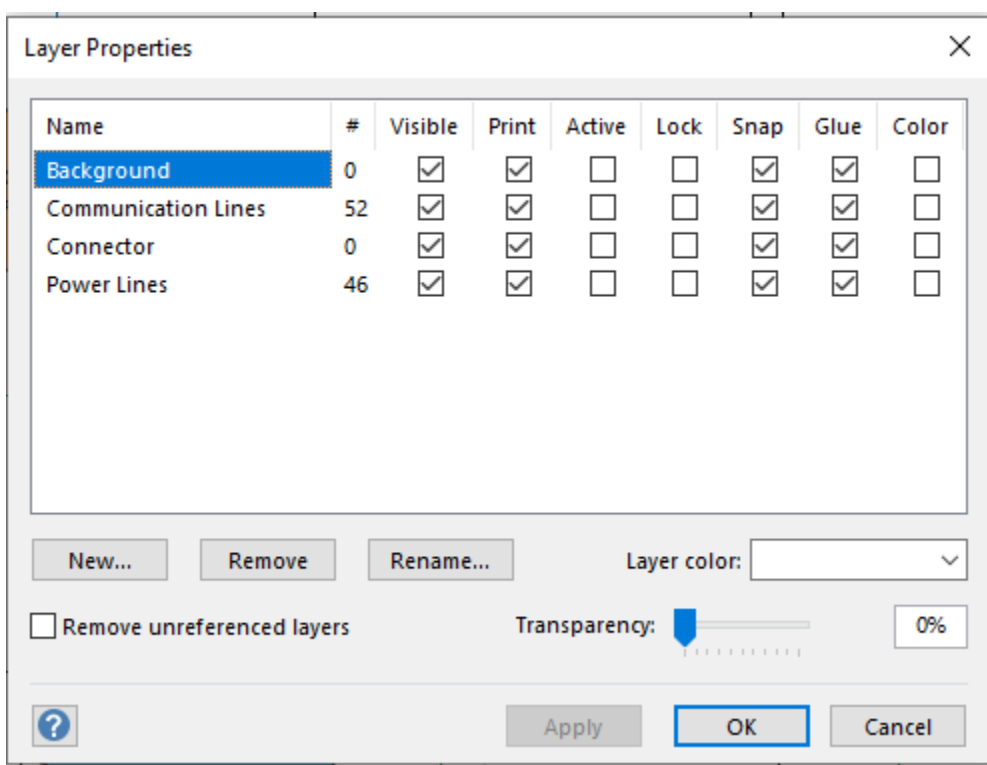 Layer Properties
Name # Visible Print Active Lock Snap Glue Color
Background 0
Communication Lines 52
Connector 0
Power Lines 46
New... Remove Rename... Layer color:
Remove unreferenced layers Transparency: 0%
? Apply OK Cancel